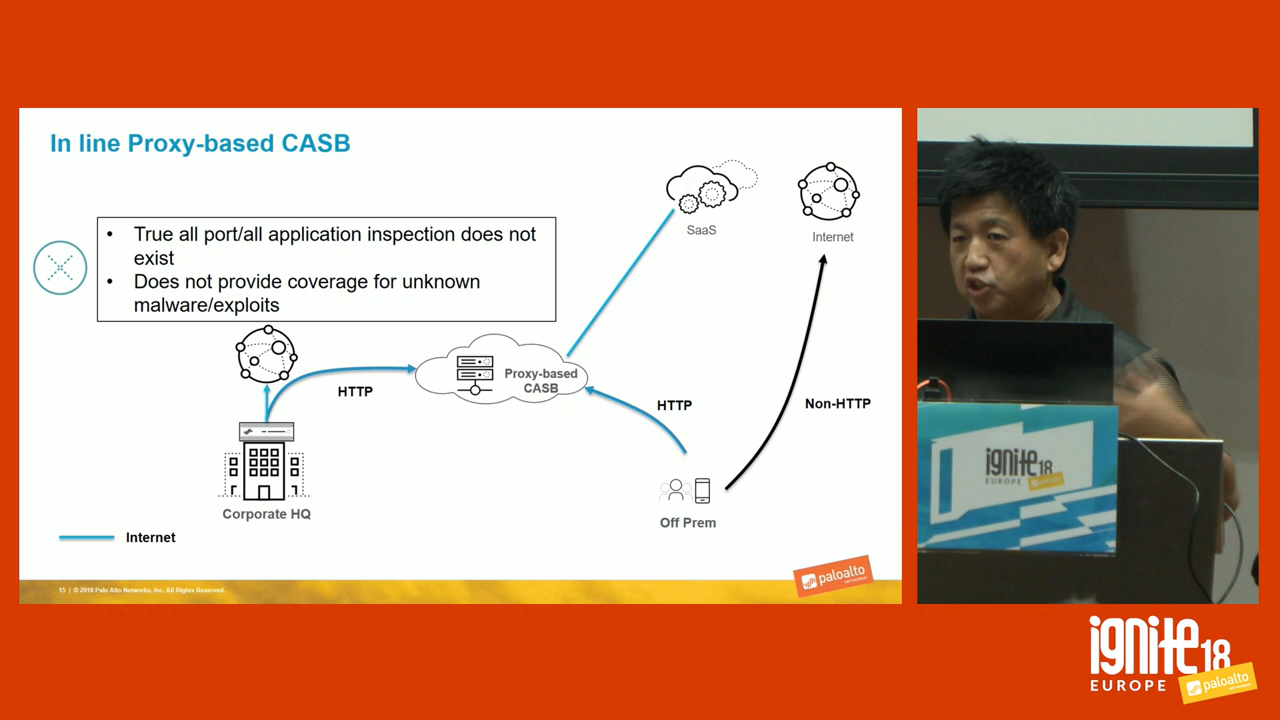 In line Proxy-based CASB
• True all port/all application inspection does not
exist
• Does not provide coverage for unknown
malware/exploits
SaaS
Internet
HTTP
Proxy-based
CASB
HTTP
Non-HTTP
Corporate HQ
Off Prem
Internet
15 | © 2018 Palo Alto Networks, Inc. All Rights Reserved.
paloalto
ignite18
EUROPE
ignite18
EUROPE
paloalto